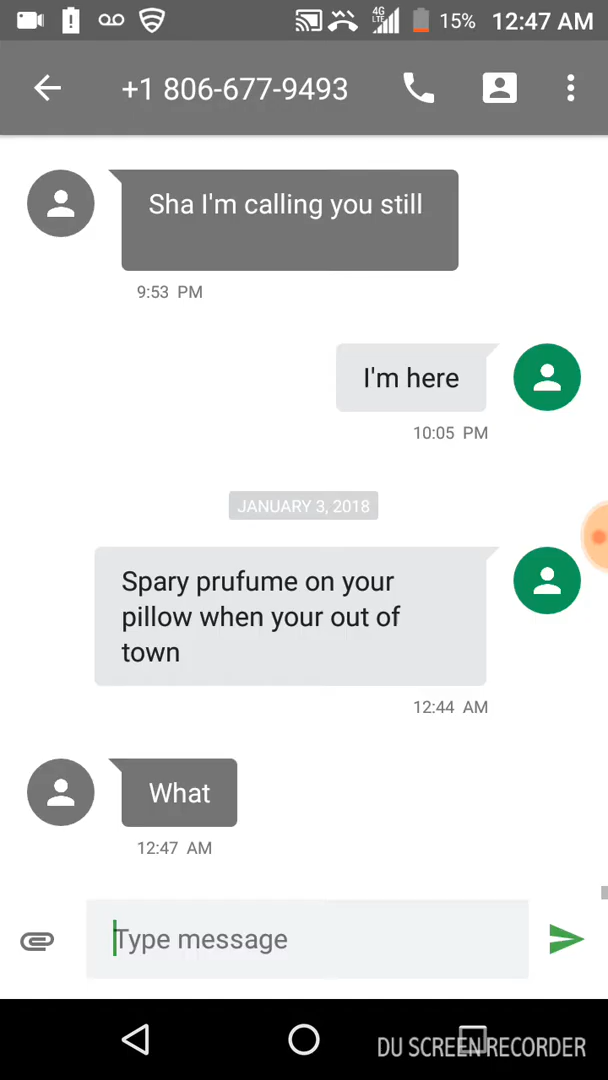 4G
LTE
15% 12:47 AM
+1 806-677-9493
Sha I'm calling you still
9:53 PM
I'm here
10:05 PM
JANUARY 3, 2018
Spary prufume on your
pillow when your out of
town
12:44 AM
What
12:47 AM
Type message
DU SCREEN RECORDER